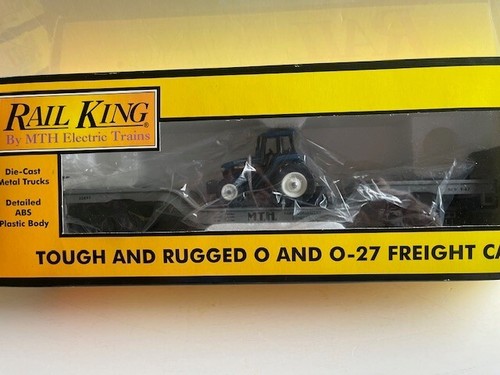 RAIL KING®
By MTH Electric Trains
Die-Cast
Metal Trucks
Detailed
ABS
Plastic Body
M.T.H.
TOUGH AND RUGGED O AND O-27 FREIGHT CA